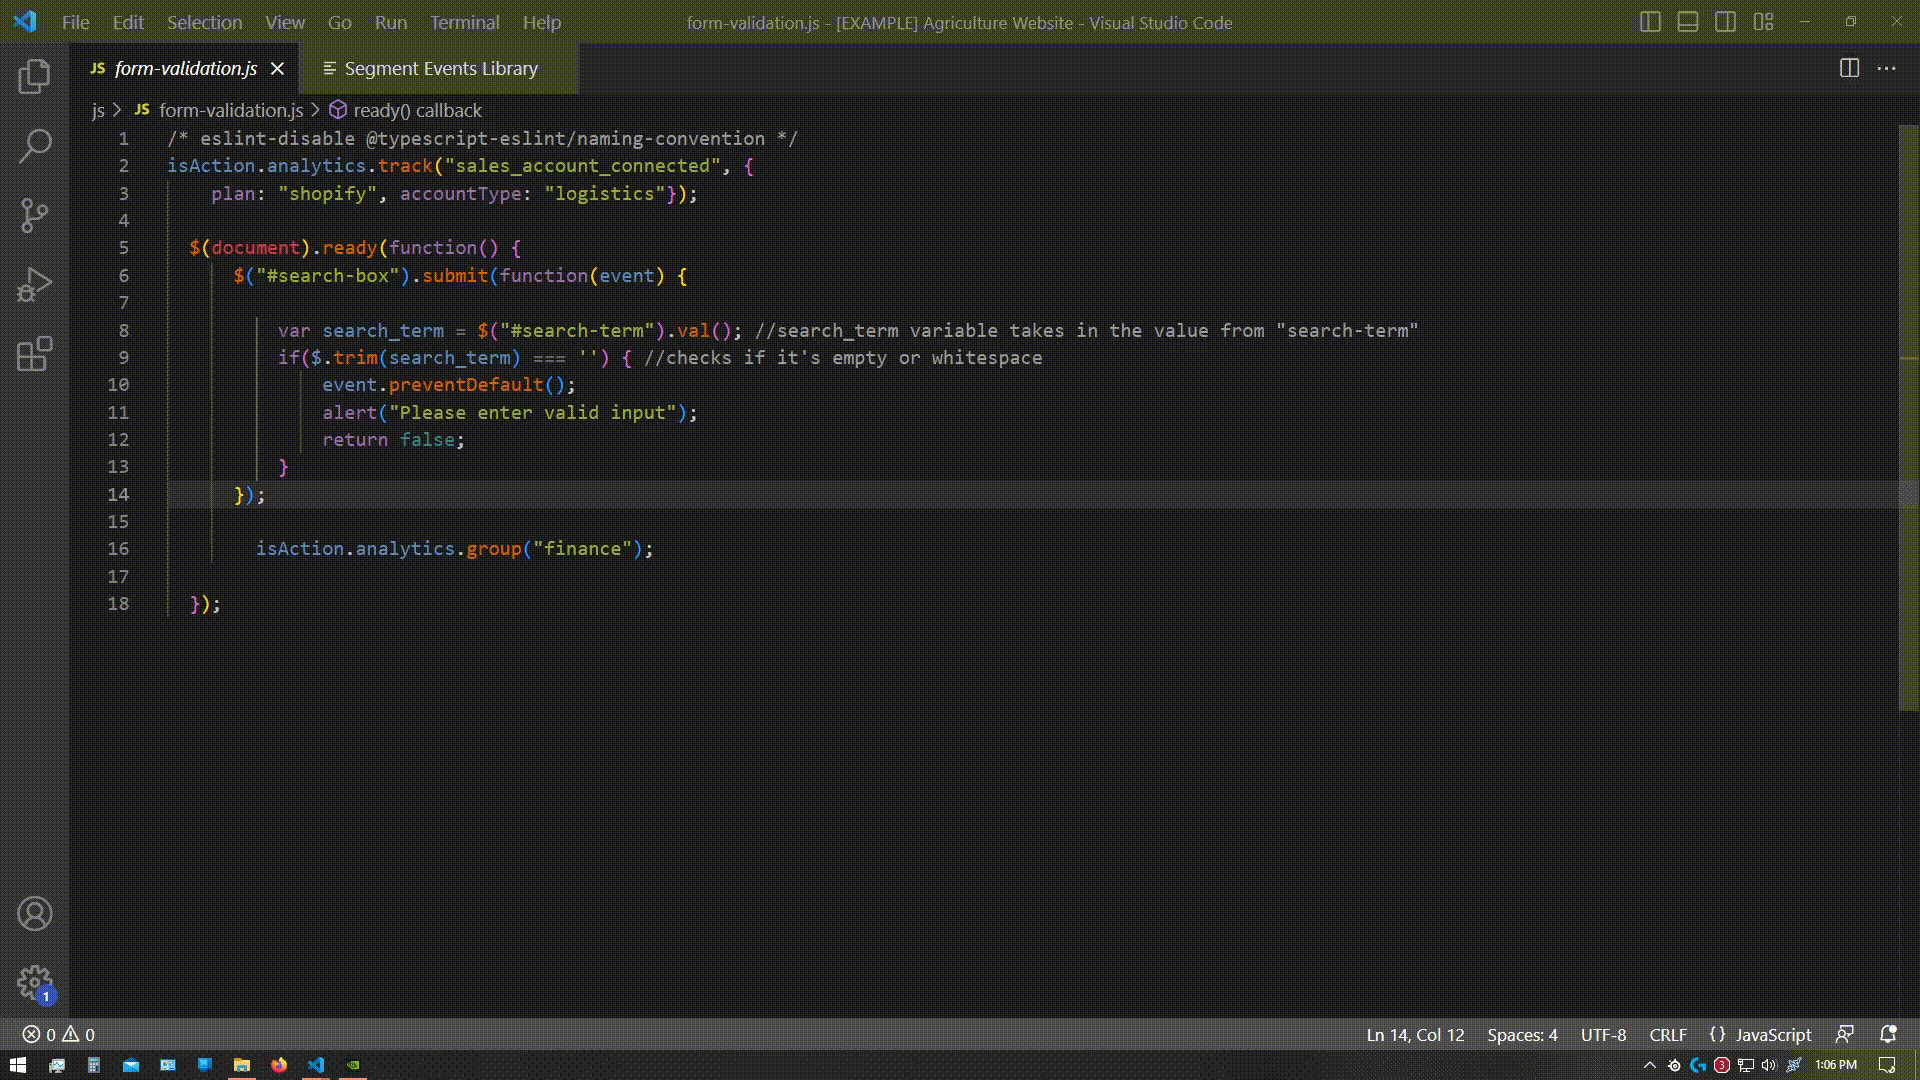 File Edit Selection View Go Run Terminal Help form-validation.js - [EXAMPLE] Agriculture Website - Visual Studio Code
JS form-validation.js Segment Events Library
js > JS form-validation.js > ready() callback
1 /* eslint-disable @typescript-eslint/naming-convention */
2 isAction.analytics.track("sales_account_connected", {
3 plan: "shopify", accountType: "logistics"});
4
5 $(document).ready(function() {
6 $("#search-box").submit(function(event) {
7
8 var search_term = $("#search-term").val(); //search_term variable takes in the value from "search-term"
9 if($.trim(search_term) === '') { //checks if it's empty or whitespace
10 event.preventDefault();
11 alert("Please enter valid input");
12 return false;
13 }
14 });
15
16 isAction.analytics.group("finance");
17
18 });
1
0 0 Ln 14, Col 12 Spaces: 4 UTF-8 CRLF {} JavaScript
3 1:06 PM